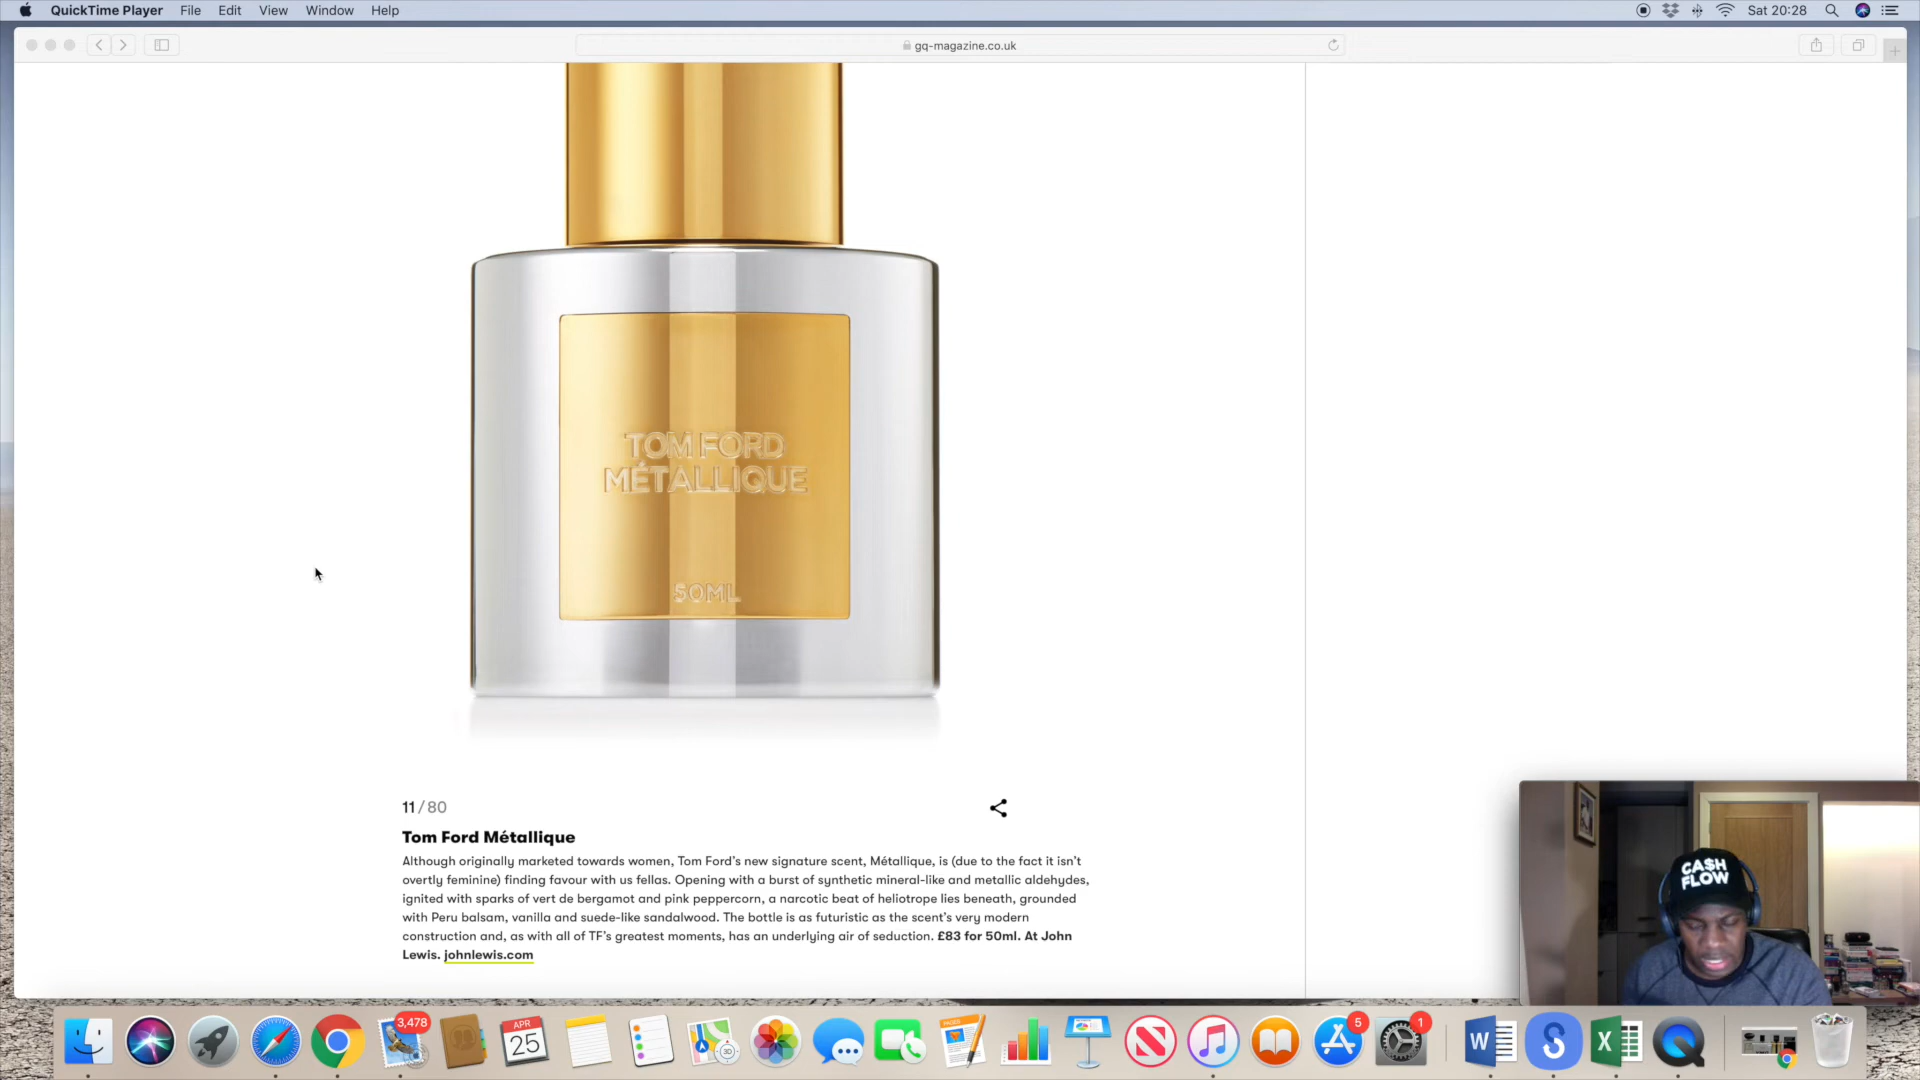 QuickTime Player File Edit View Window Help Sat 20:28
gq-magazine.co.uk
TOM FORD
MÉTALLIQUE
50ML
11/80
Tom Ford Métallique
Although originally marketed towards women, Tom Ford's new signature scent, Métallique, is (due to the fact it isn't
overtly feminine) finding favour with us fellas. Opening with a burst of synthetic mineral-like and metallic aldehydes,
ignited with sparks of vert de bergamot and pink peppercorn, a narcotic beat of heliotrope lies beneath, grounded
with Peru balsam, vanilla and suede-like sandalwood. The bottle is as futuristic as the scent's very modern
construction and, as with all of TF's greatest moments, has an underlying air of seduction. £83 for 50ml. At John
Lewis. johnlewis.com
CA$H
FLOW
3,478
APR
25
3D
PAGES
5
1
W
S
X